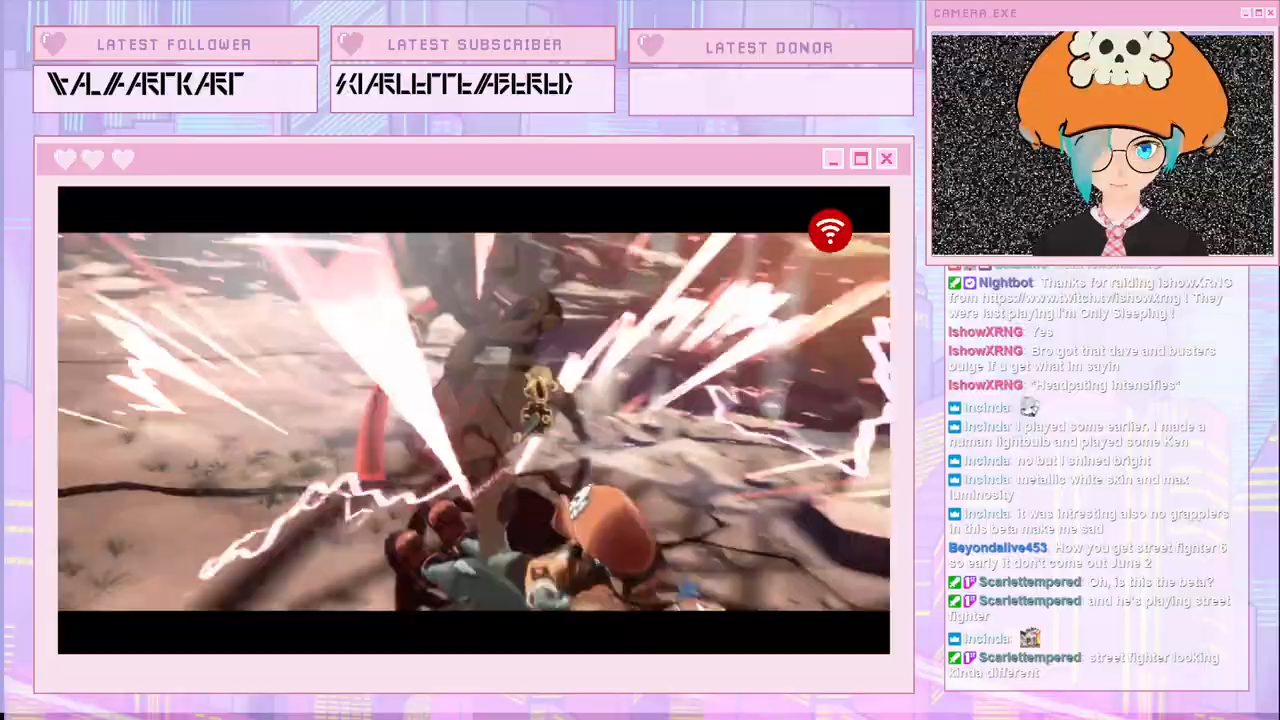 LATEST FOLLOWER
LATEST SUBSCRIBER
LATEST DONOR
CAMERA.EXE
SCARLETTEMPERED
Nightbot Thanks for raiding ishowXRNG
from https://www.twitch.tv/ishowxrng ! They
were last playing I'm Only Sleeping !
IshowXRNG Yes
IshowXRNG Bro got that dave and busters
bulge if u get what im sayin
IshowXRNG *Headpating intensifies*
Incinda
Incinda I played some earlier. I made a
human lightbulb and played some Ken
Incinda no but I shined bright
Incinda metallic white skin and max
luminosity
Incinda it was intresting also no grapplers
in this beta make me sad
Beyondalive453 How you get street fighter 6
so early it don't come out June 2
Scarlettempered Oh, is this the beta?
Scarlettempered and he's playing street
fighter
Incinda
Scarlettempered street fighter looking
kinda different